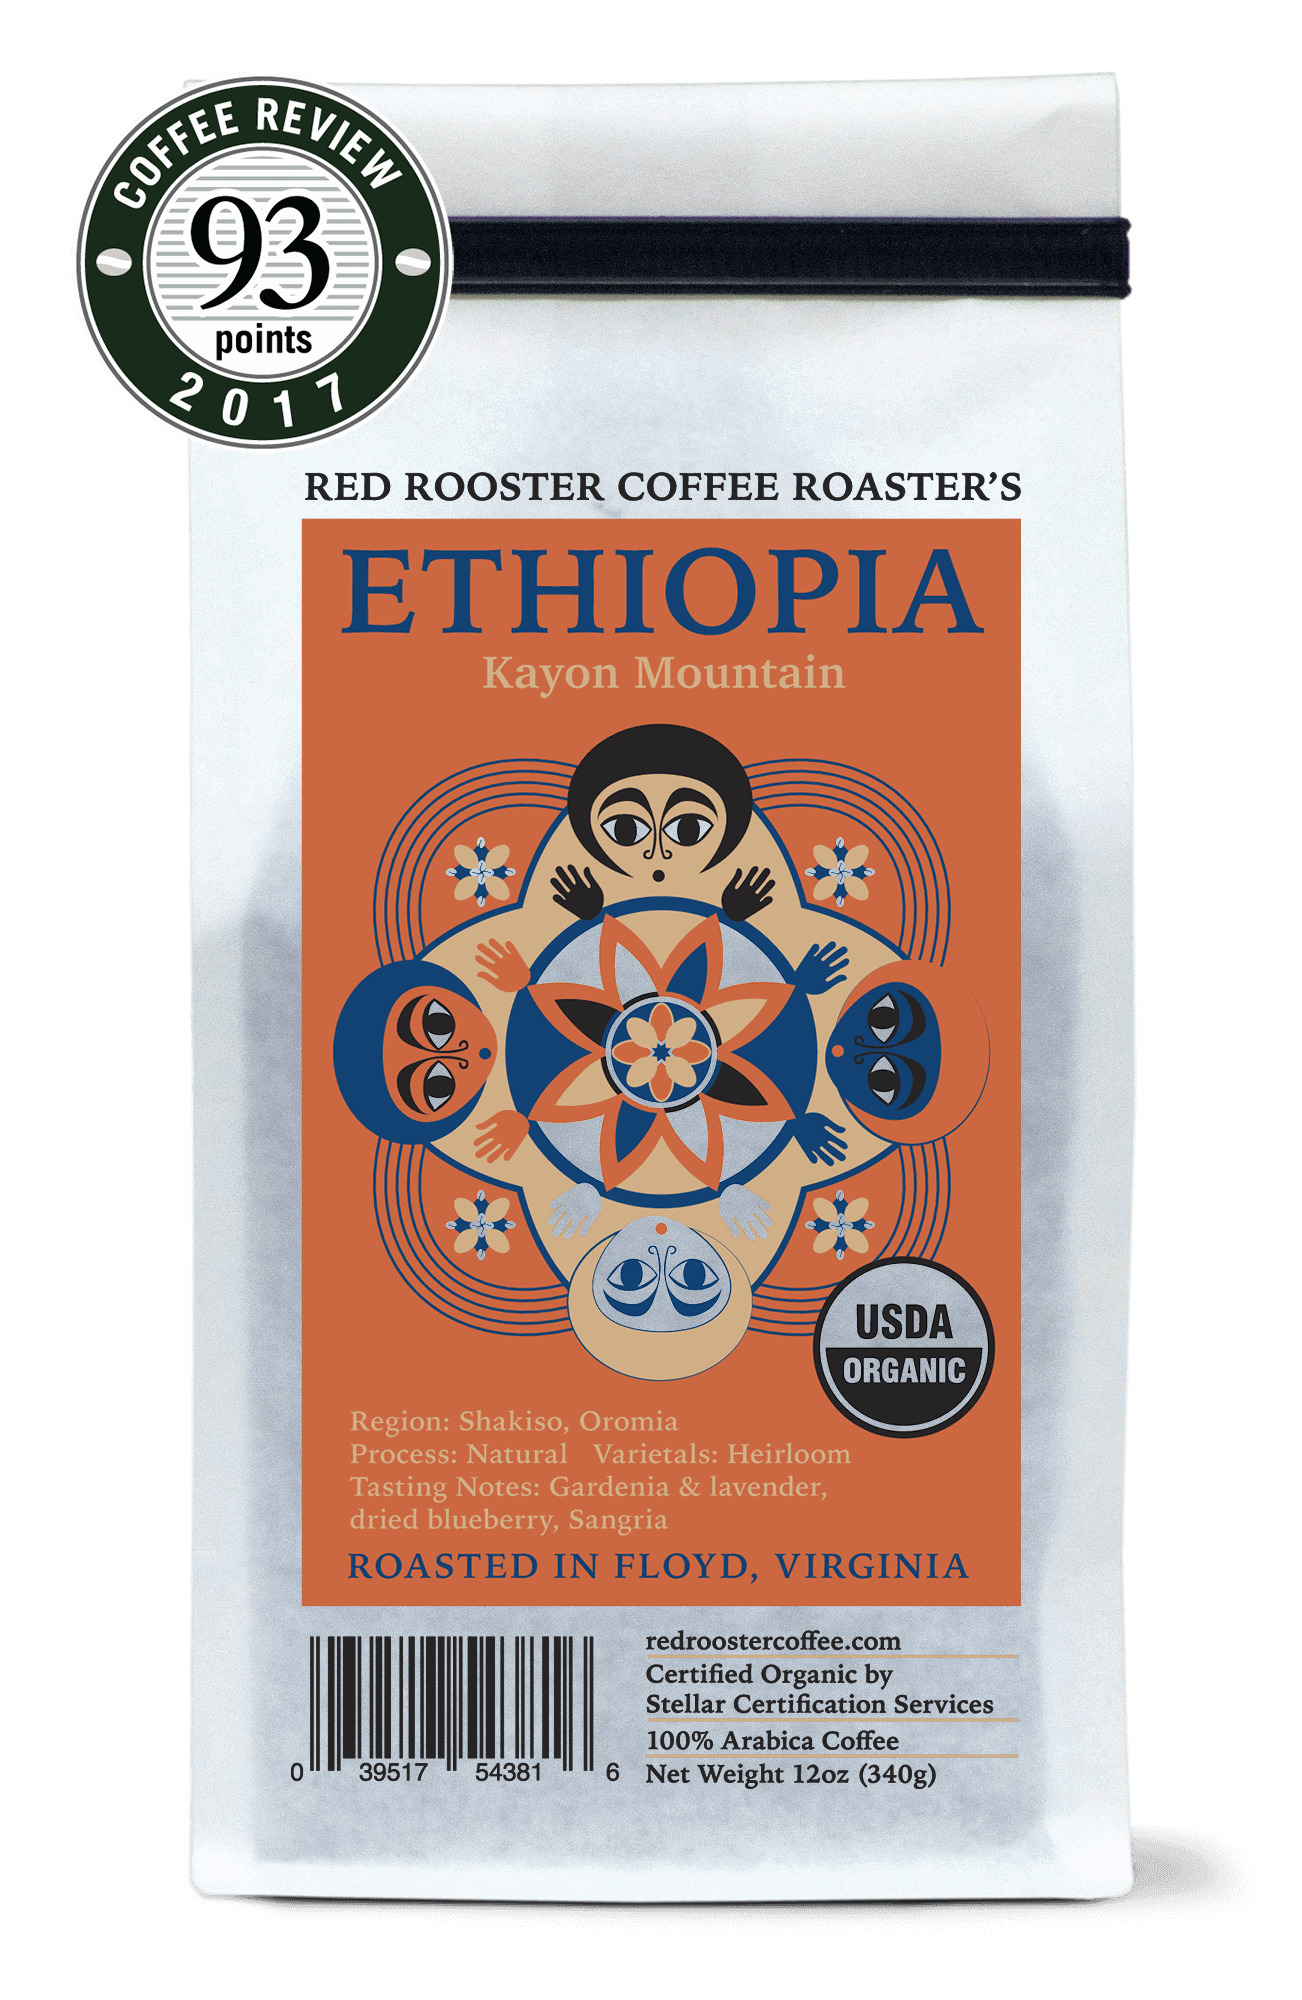 COFFEE REVIEW
93
points
2017
RED ROOSTER COFFEE ROASTER’S
ETHIOPIA
Kayon Mountain
USDA
ORGANIC
Region: Shakiso, Oromia
Process: Natural Varietals: Heirloom
Tasting Notes: Gardenia & lavender,
dried blueberry, Sangria
ROASTED IN FLOYD, VIRGINIA
redroostercoffee.com
Certified Organic by
Stellar Certification Services
100% Arabica Coffee
Net Weight 12oz (340g)
0 39517 54381 6